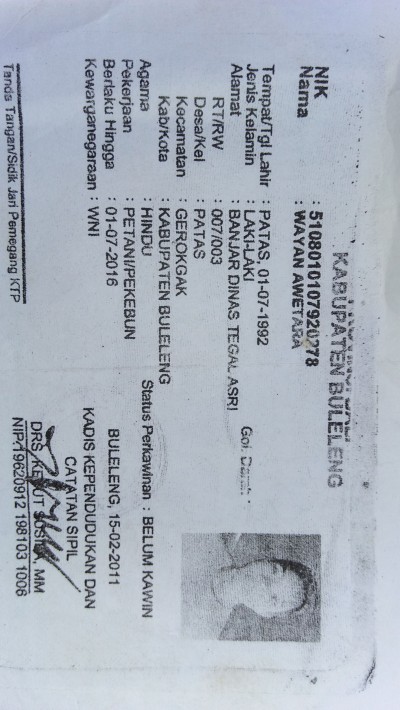 KABUPATEN BULELENG
NIK : 5108010107920278
Nama : WAYAN AWETARA
Tempat/Tgl Lahir : PATAS, 01-07-1992
Jenis Kelamin : LAKI-LAKI Gol. Darah :
Alamat : BANJAR DINAS TEGAL ASRI
RT/RW : 007/003
Desa/Kel : PATAS
Kecamatan : GEROKGAK
Kab/Kota : KABUPATEN BULELENG
Agama : HINDU Status Perkawinan : BELUM KAWIN
Pekerjaan : PETANI/PEKEBUN
Berlaku Hingga : 01-07-2016 BULELENG, 15-02-2011
Kewarganegaraan : WNI KADIS KEPENDUDUKAN DAN
CATATAN SIPIL
DRS KETUT MM
NIP.19620912 198103 1006
Tanda Tangan/Sidik Jari Pemegang KTP